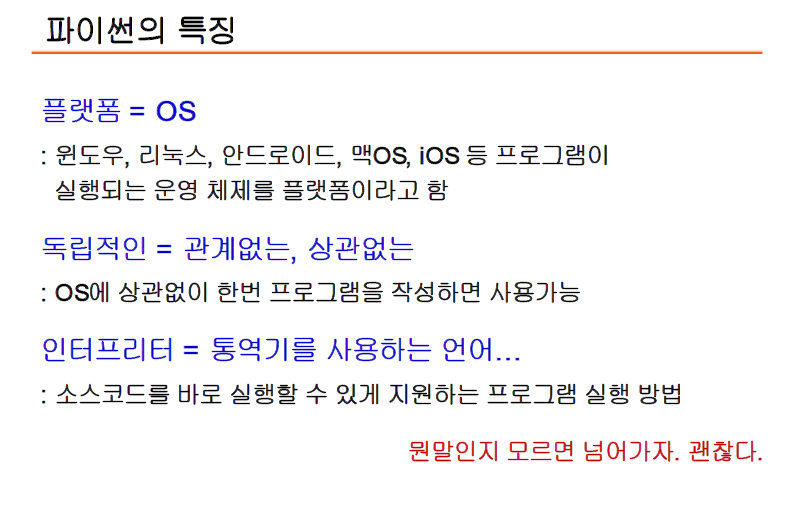 파이썬의 특징
플랫폼 = OS
: 윈도우, 리눅스, 안드로이드, 맥OS, iOS 등 프로그램이
실행되는 운영 체제를 플랫폼이라고 함
독립적인 = 관계없는, 상관없는
: OS에 상관없이 한번 프로그램을 작성하면 사용가능
인터프리터 = 통역기를 사용하는 언어...
: 소스코드를 바로 실행할 수 있게 지원하는 프로그램 실행 방법
뭔말인지 모르면 넘어가자. 괜찮다.